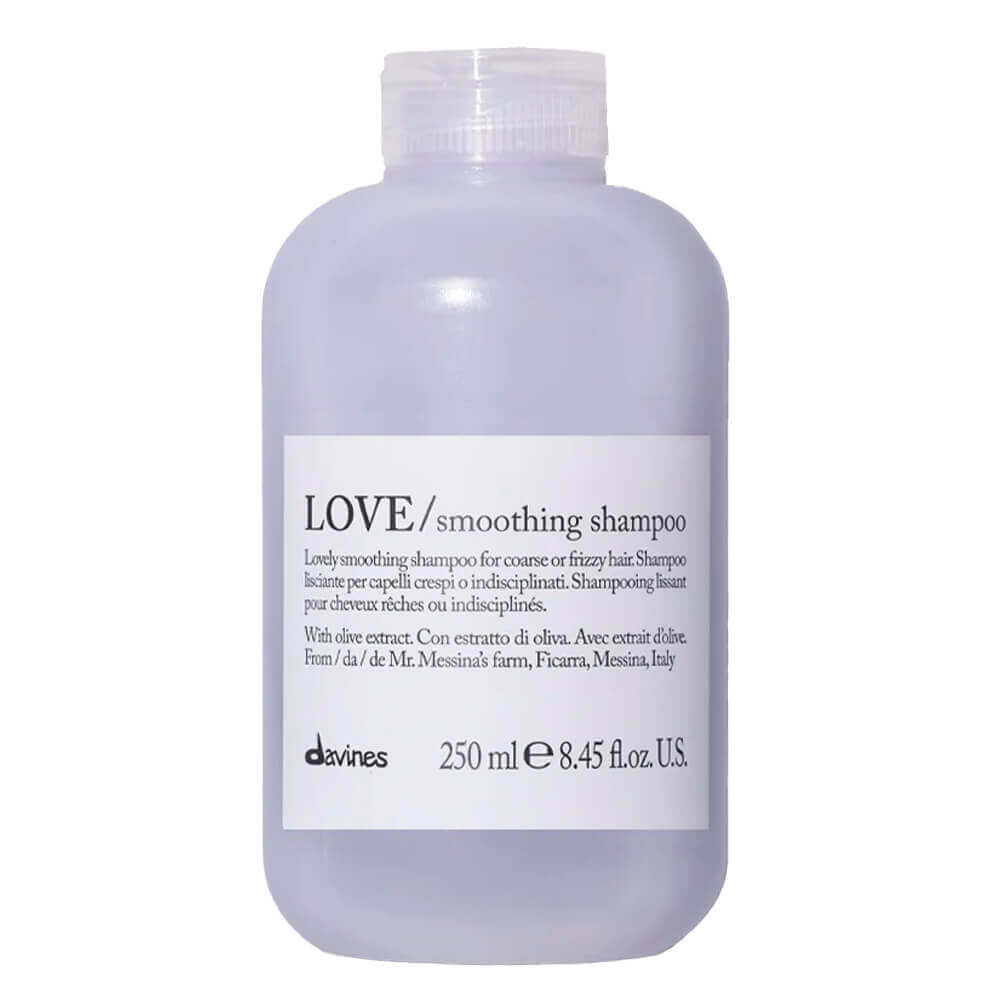 LOVE/smoothing shampoo
Lovely smoothing shampoo for coarse or frizzy hair. Shampoo
lisciante per capelli crespi o indisciplinati. Shampooing lissant
pour cheveux rêches ou indisciplinés.
With olive extract. Con estratto di oliva. Avec extrait d'olive.
From / da / de Mr. Messina's farm, Ficarra, Messina, Italy
davines 250 ml ℮ 8.45 fl.oz. U.S.